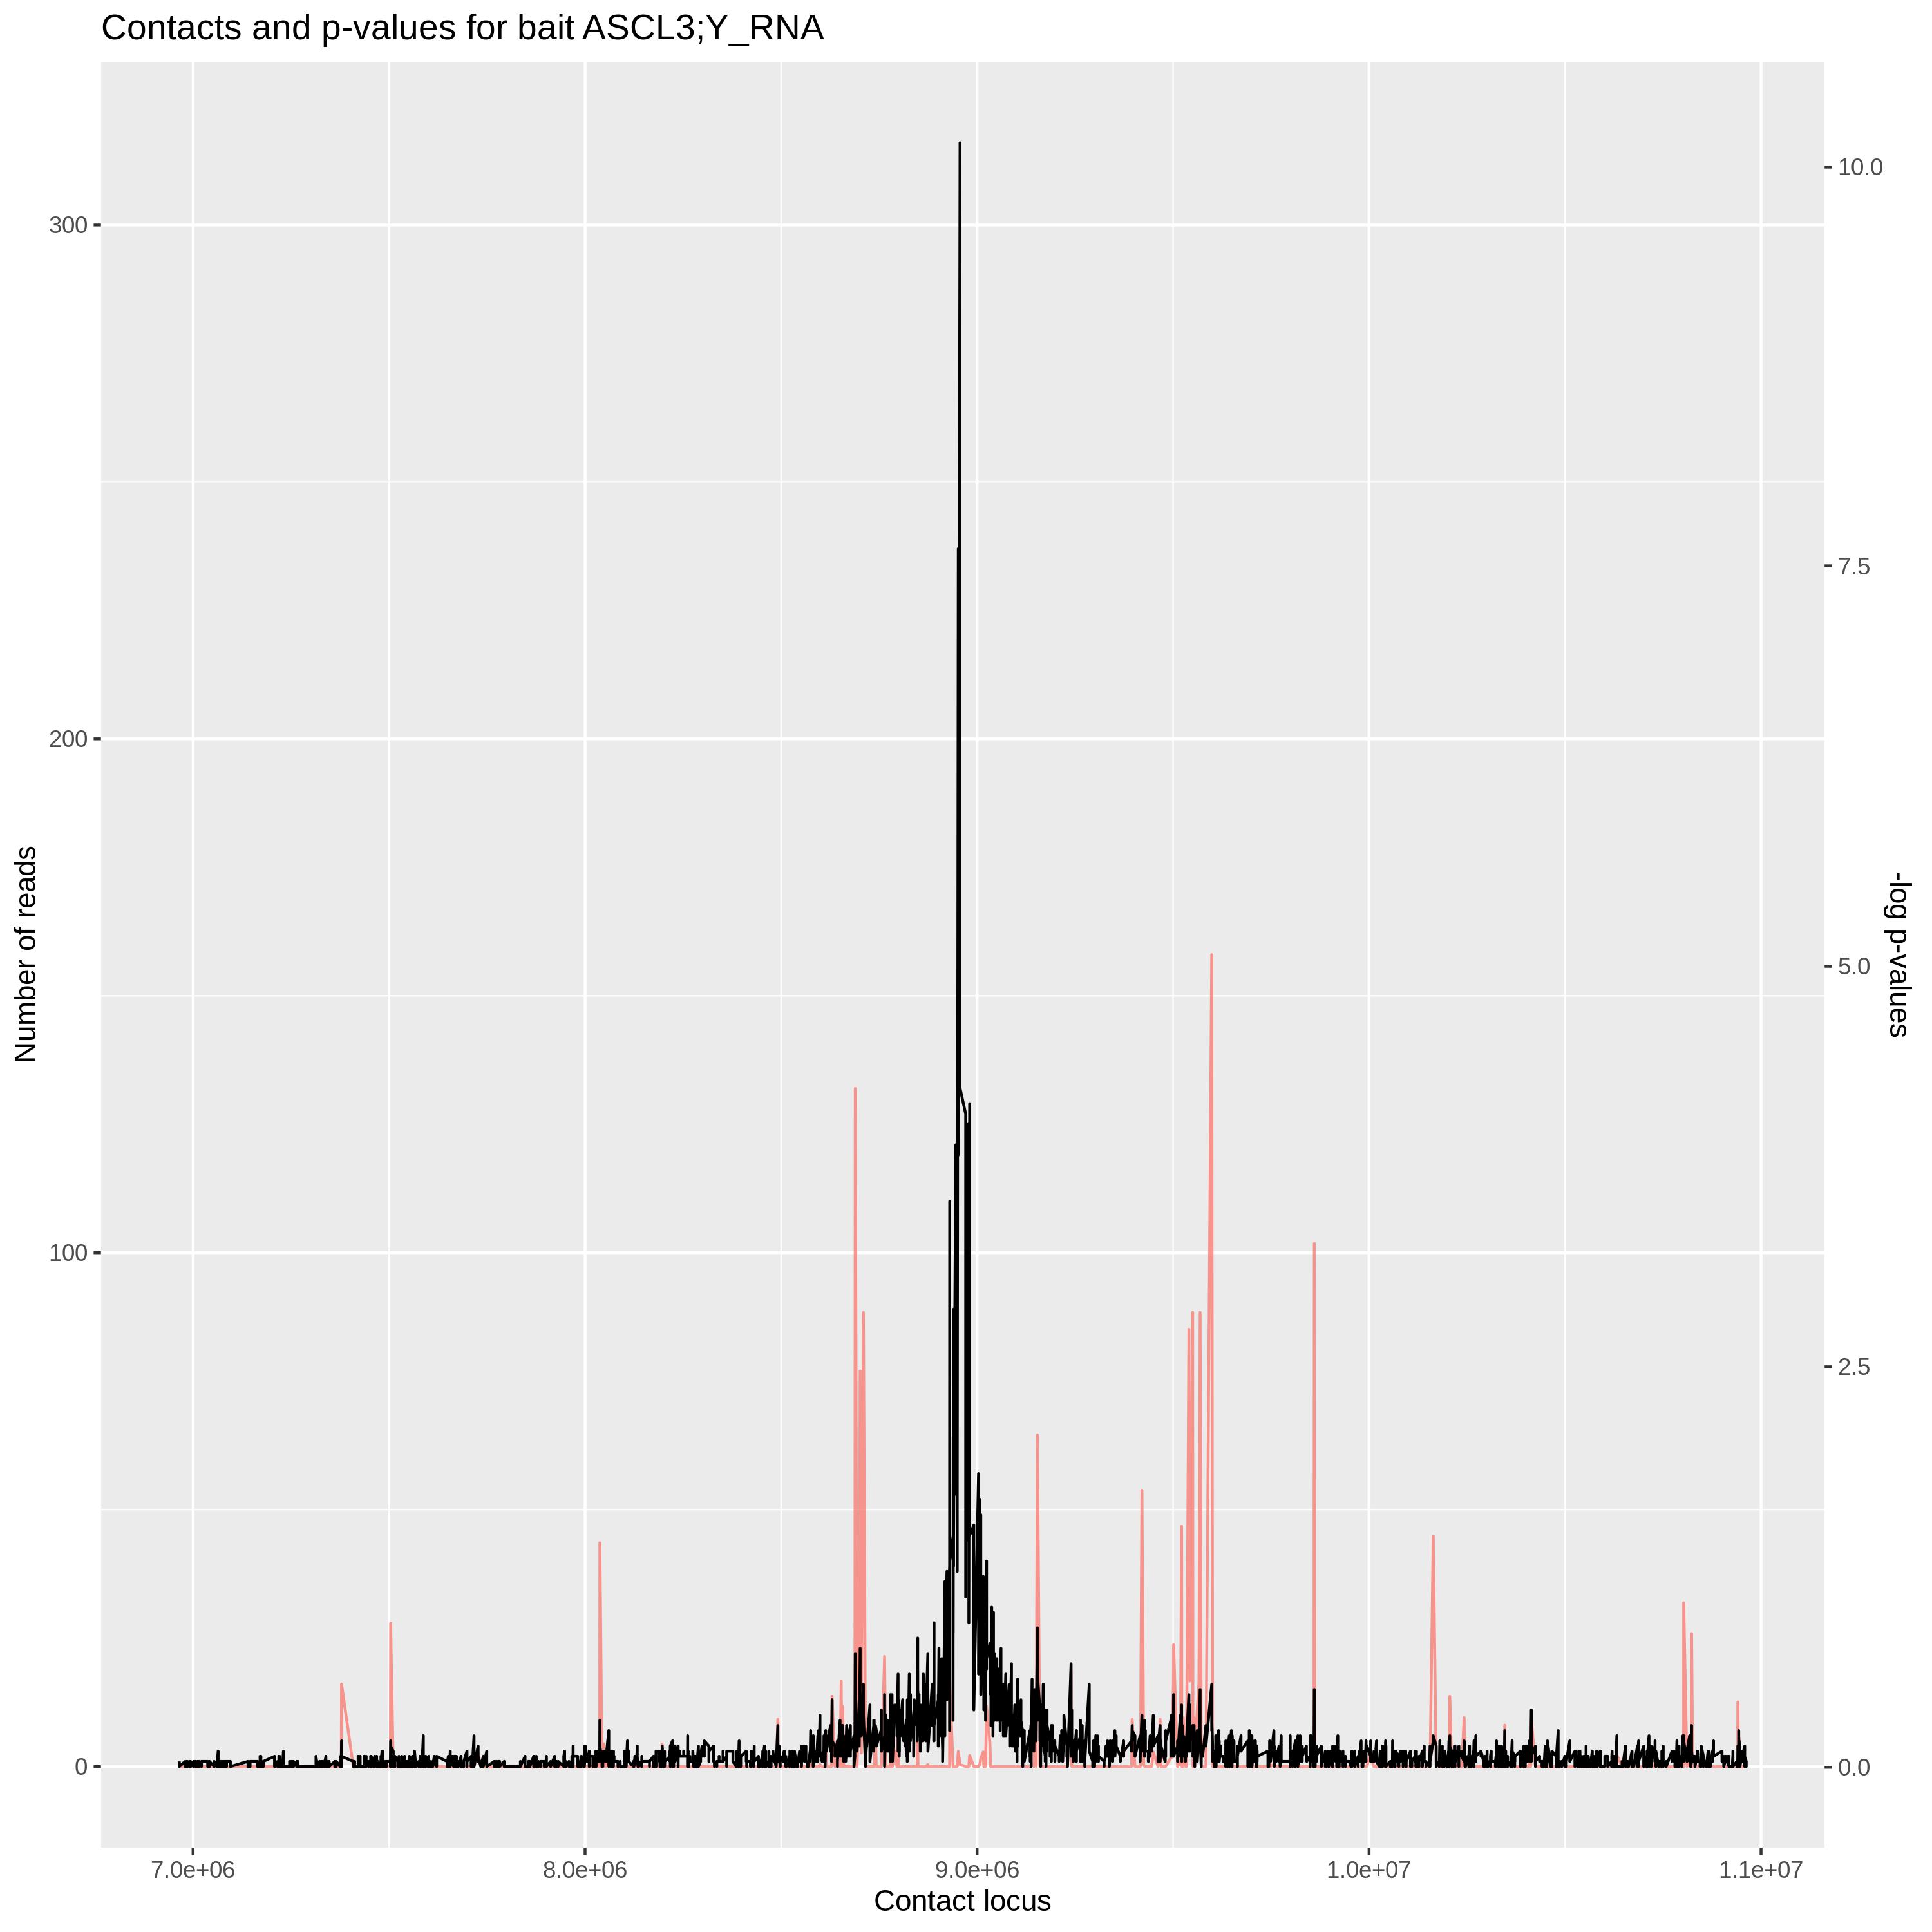 Contacts and p-values for bait ASCL3;Y_RNA
300
200
100
0
Number of reads
10.0
7.5
5.0
2.5
0.0
-log p-values
7.0e+06
8.0e+06
9.0e+06
1.0e+07
1.1e+07
Contact locus